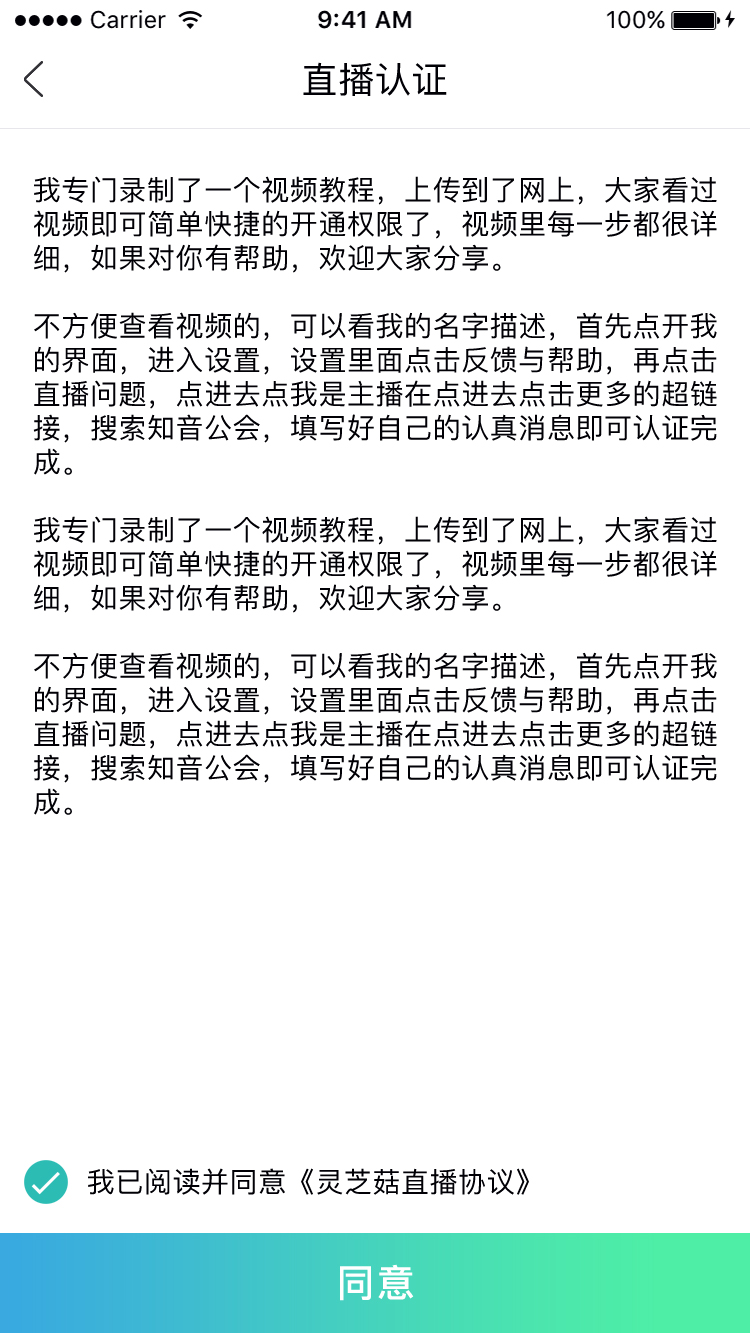 Carrier 9:41 AM 100%
直播认证
我专门录制了一个视频教程，上传到了网上，大家看过
视频即可简单快捷的开通权限了，视频里每一步都很详
细，如果对你有帮助，欢迎大家分享。
不方便查看视频的，可以看我的名字描述，首先点开我
的界面，进入设置，设置里面点击反馈与帮助，再点击
直播问题，点进去点我是主播在点进去点击更多的超链
接，搜索知音公会，填写好自己的认真消息即可认证完
成。
我专门录制了一个视频教程，上传到了网上，大家看过
视频即可简单快捷的开通权限了，视频里每一步都很详
细，如果对你有帮助，欢迎大家分享。
不方便查看视频的，可以看我的名字描述，首先点开我
的界面，进入设置，设置里面点击反馈与帮助，再点击
直播问题，点进去点我是主播在点进去点击更多的超链
接，搜索知音公会，填写好自己的认真消息即可认证完
成。
我已阅读并同意《灵芝菇直播协议》
同意